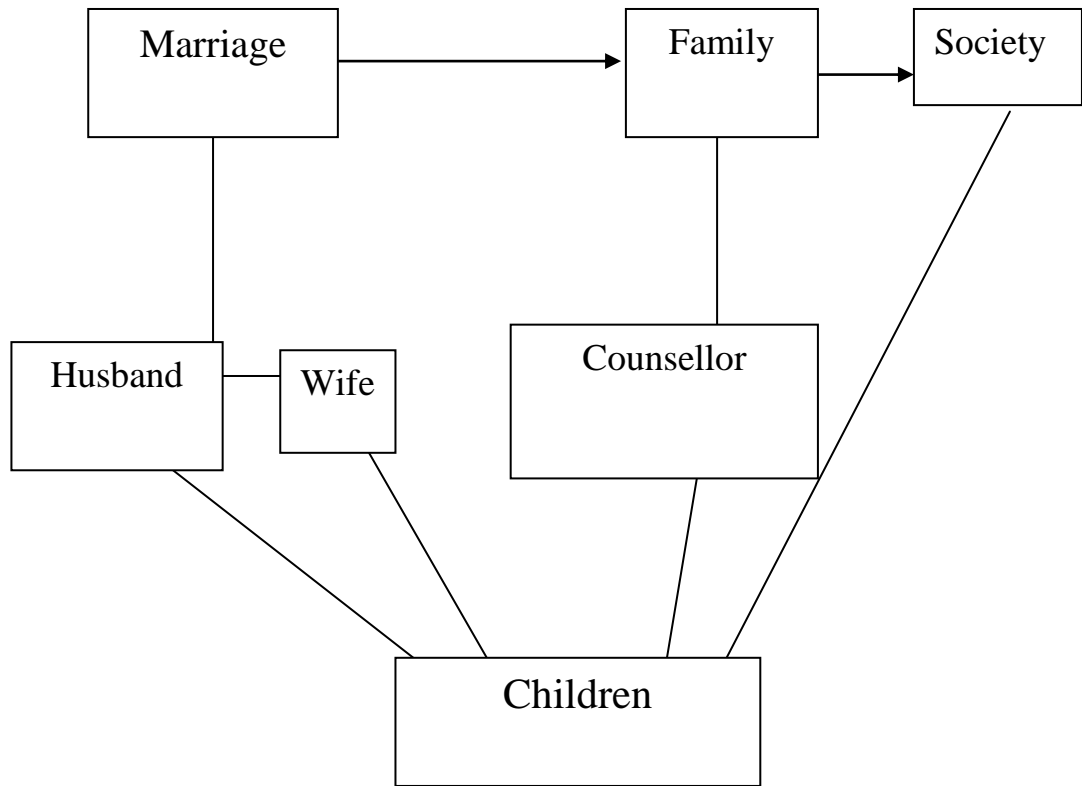 Marriage
Family
Society
Husband
Wife
Counsellor
Children